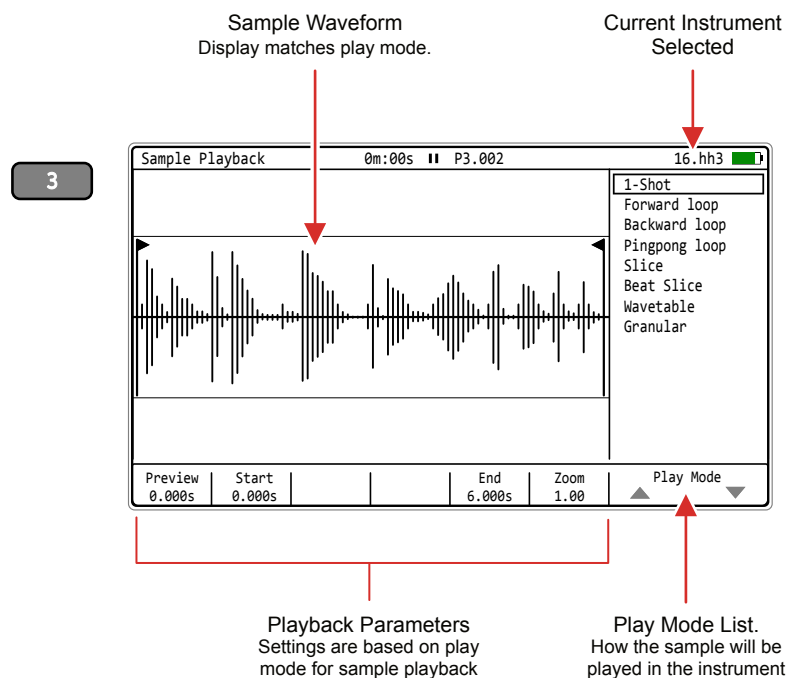 Sample Waveform
Display matches play mode.
Current Instrument
Selected
3
Sample Playback 0m:00s P3.002 16.hh3
1-Shot
Forward loop
Backward loop
Pingpong loop
Slice
Beat Slice
Wavetable
Granular
Preview Start End Zoom Play Mode
0.000s 0.000s 6.000s 1.00
Playback Parameters
Settings are based on play
mode for sample playback
Play Mode List.
How the sample will be
played in the instrument